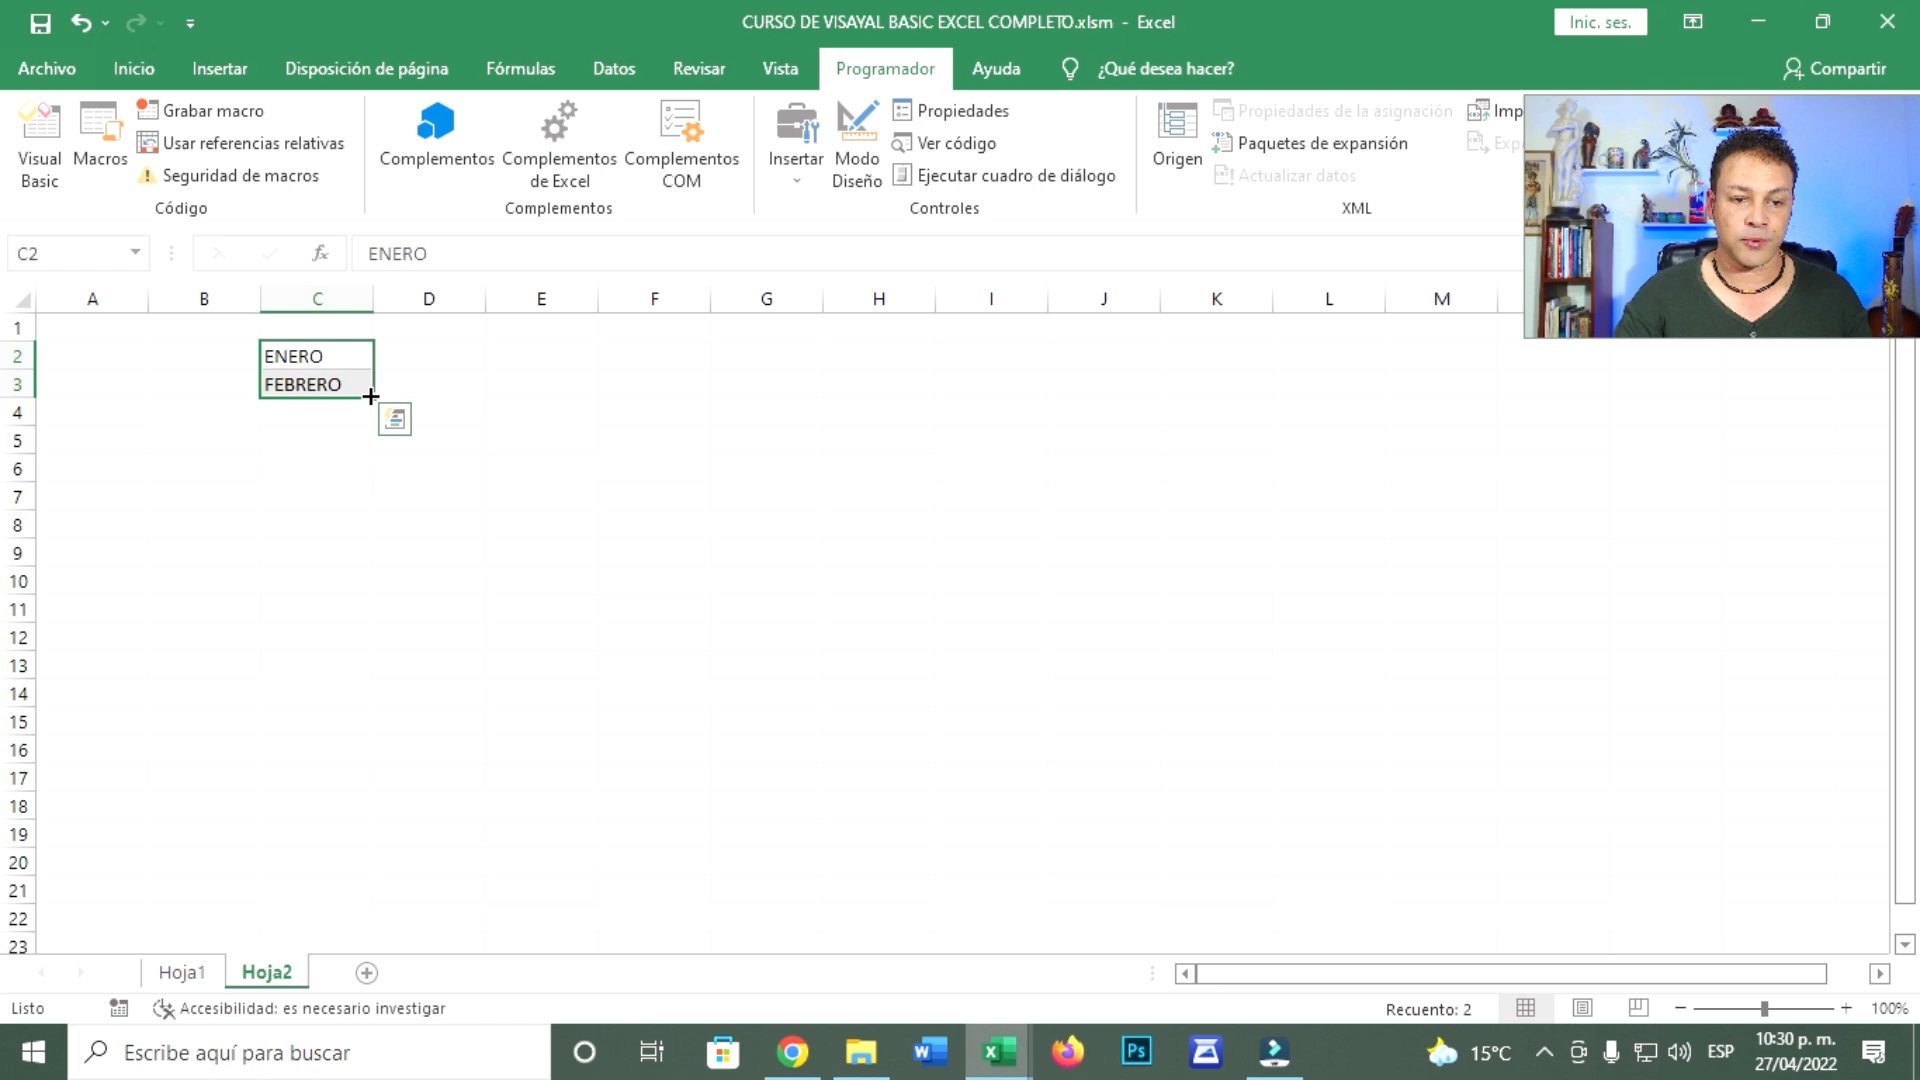 CURSO DE VISAYAL BASIC EXCEL COMPLETO.xlsm - Excel
Inic. ses.
Archivo Inicio Insertar Disposición de página Fórmulas Datos Revisar Vista Programador Ayuda ¿Qué desea hacer? Compartir
Visual Basic
Macros
Grabar macro
Usar referencias relativas
Seguridad de macros
Código
Complementos
Complementos de Excel
Complementos COM
Complementos
Insertar
Modo Diseño
Propiedades
Ver código
Ejecutar cuadro de diálogo
Controles
Origen
Propiedades de la asignación
Paquetes de expansión
Actualizar datos
Imp
Exp
XML
C2 fx ENERO
A B C D E F G H I J K L M
1
2 ENERO
3 FEBRERO
4
5
6
7
8
9
10
11
12
13
14
15
16
17
18
19
20
21
22
23
Hoja1 Hoja2
Listo Accesibilidad: es necesario investigar Recuento: 2 100%
Escribe aquí para buscar
Ps
15°C ESP
10:30 p. m.
27/04/2022